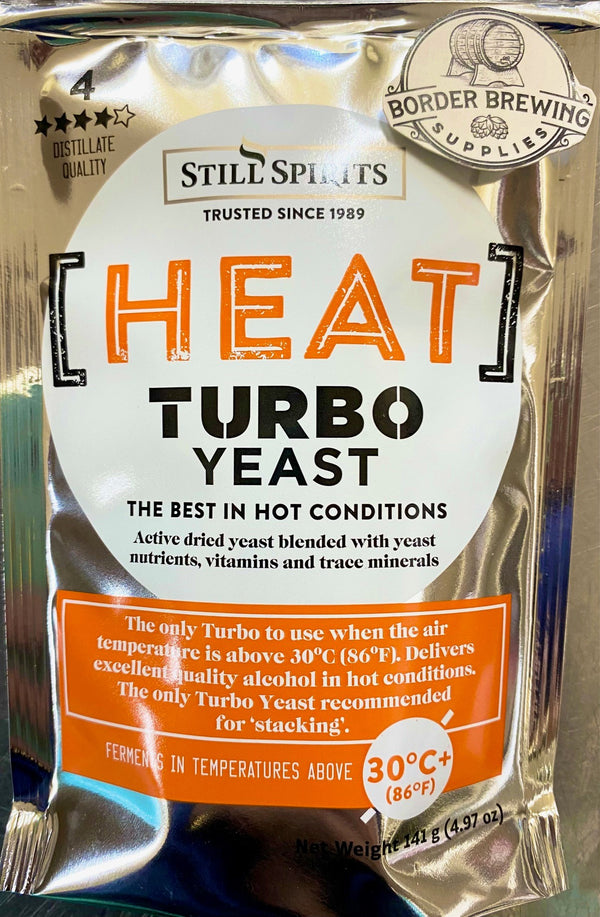 4
DISTILLATE
QUALITY
BORDER BREWING
SUPPLIES
STILL SPIRITS
TRUSTED SINCE 1989
[HEAT]
TURBO
YEAST
THE BEST IN HOT CONDITIONS
Active dried yeast blended with yeast
nutrients, vitamins and trace minerals
The only Turbo to use when the air
temperature is above 30°C (86°F). Delivers
excellent quality alcohol in hot conditions.
The only Turbo Yeast recommended
for ‘stacking’.
FERMENTS IN TEMPERATURES ABOVE
30°C+
(86°F)
Net Weight 141 g (4.97 oz)